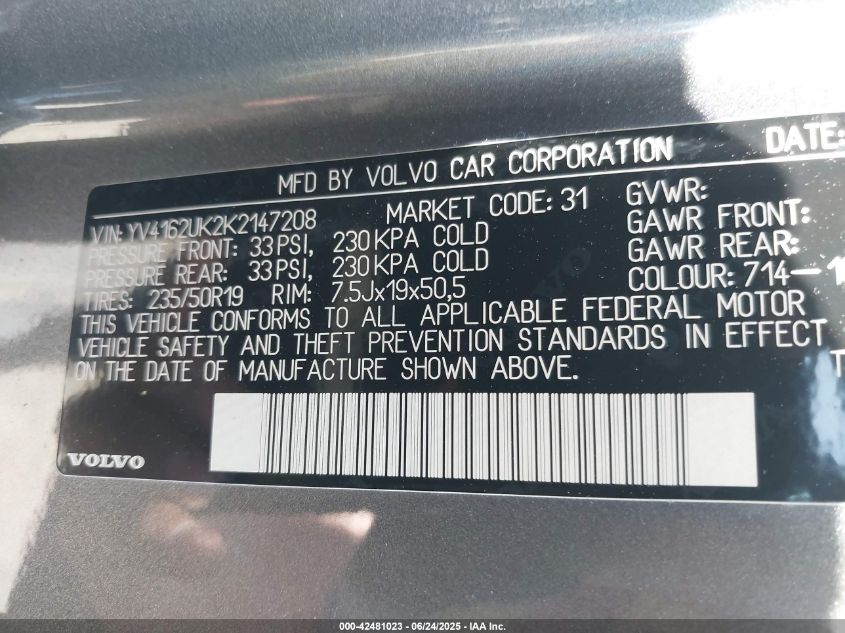 MFD BY VOLVO CAR CORPORATION DATE:
VIN: YV4162UK2K2147208 MARKET CODE: 31 GVWR:
PRESSURE FRONT: 33 PSI, 230 KPA COLD GAWR FRONT:
PRESSURE REAR: 33 PSI, 230 KPA COLD GAWR REAR:
TIRES: 235/50R19 RIM: 7.5Jx19x50,5 COLOUR: 714-1
THIS VEHICLE CONFORMS TO ALL APPLICABLE FEDERAL MOTOR
VEHICLE SAFETY AND THEFT PREVENTION STANDARDS IN EFFECT
ON THE DATE OF MANUFACTURE SHOWN ABOVE. T
VOLVO
000-42481023 - 06/24/2025 - IAA Inc.